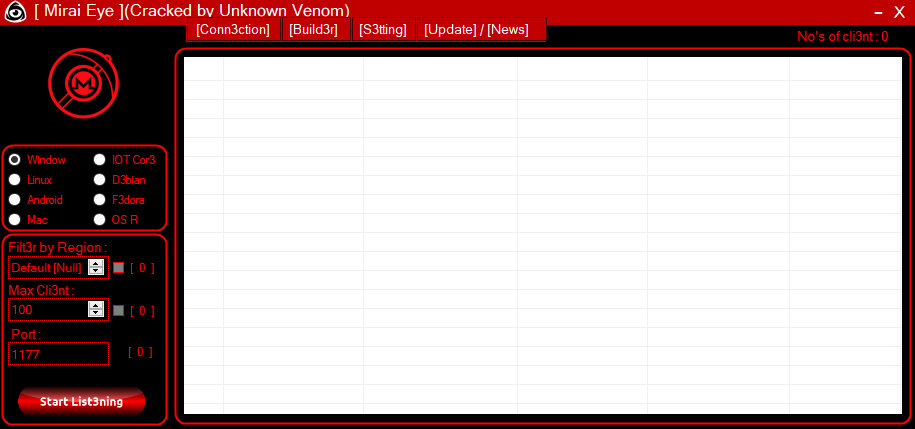 [ Mirai Eye ](Cracked by Unknown Venom)
– X
[Conn3ction] [Build3r] [S3tting] [Update] / [News]
No's of cli3nt : 0
Window IOT Cor3
Linux D3bian
Android F3dora
Mac OS R
Filt3r by Region :
Default [Null] [ 0 ]
Max Cli3nt :
100 [ 0 ]
Port :
1177 [ 0 ]
Start List3ning